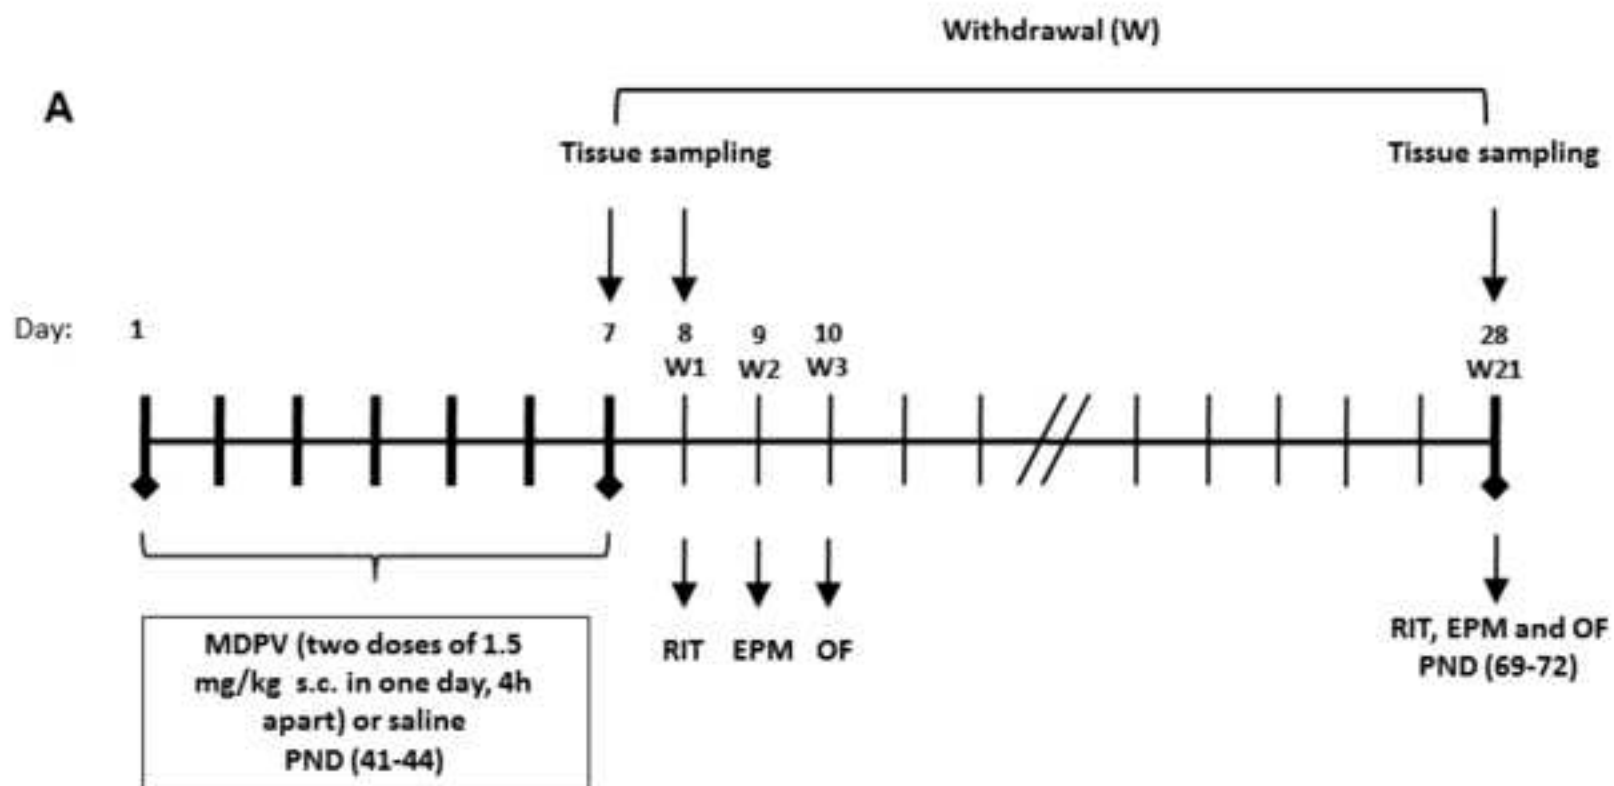 Withdrawal (W)
A
Tissue sampling
Tissue sampling
Day:
1
7
8
9
10
28
W1
W2
W3
W21
RIT
EPM
OF
RIT, EPM and OF
PND (69-72)
MDPV (two doses of 1.5
mg/kg s.c. in one day, 4h
apart) or saline
PND (41-44)